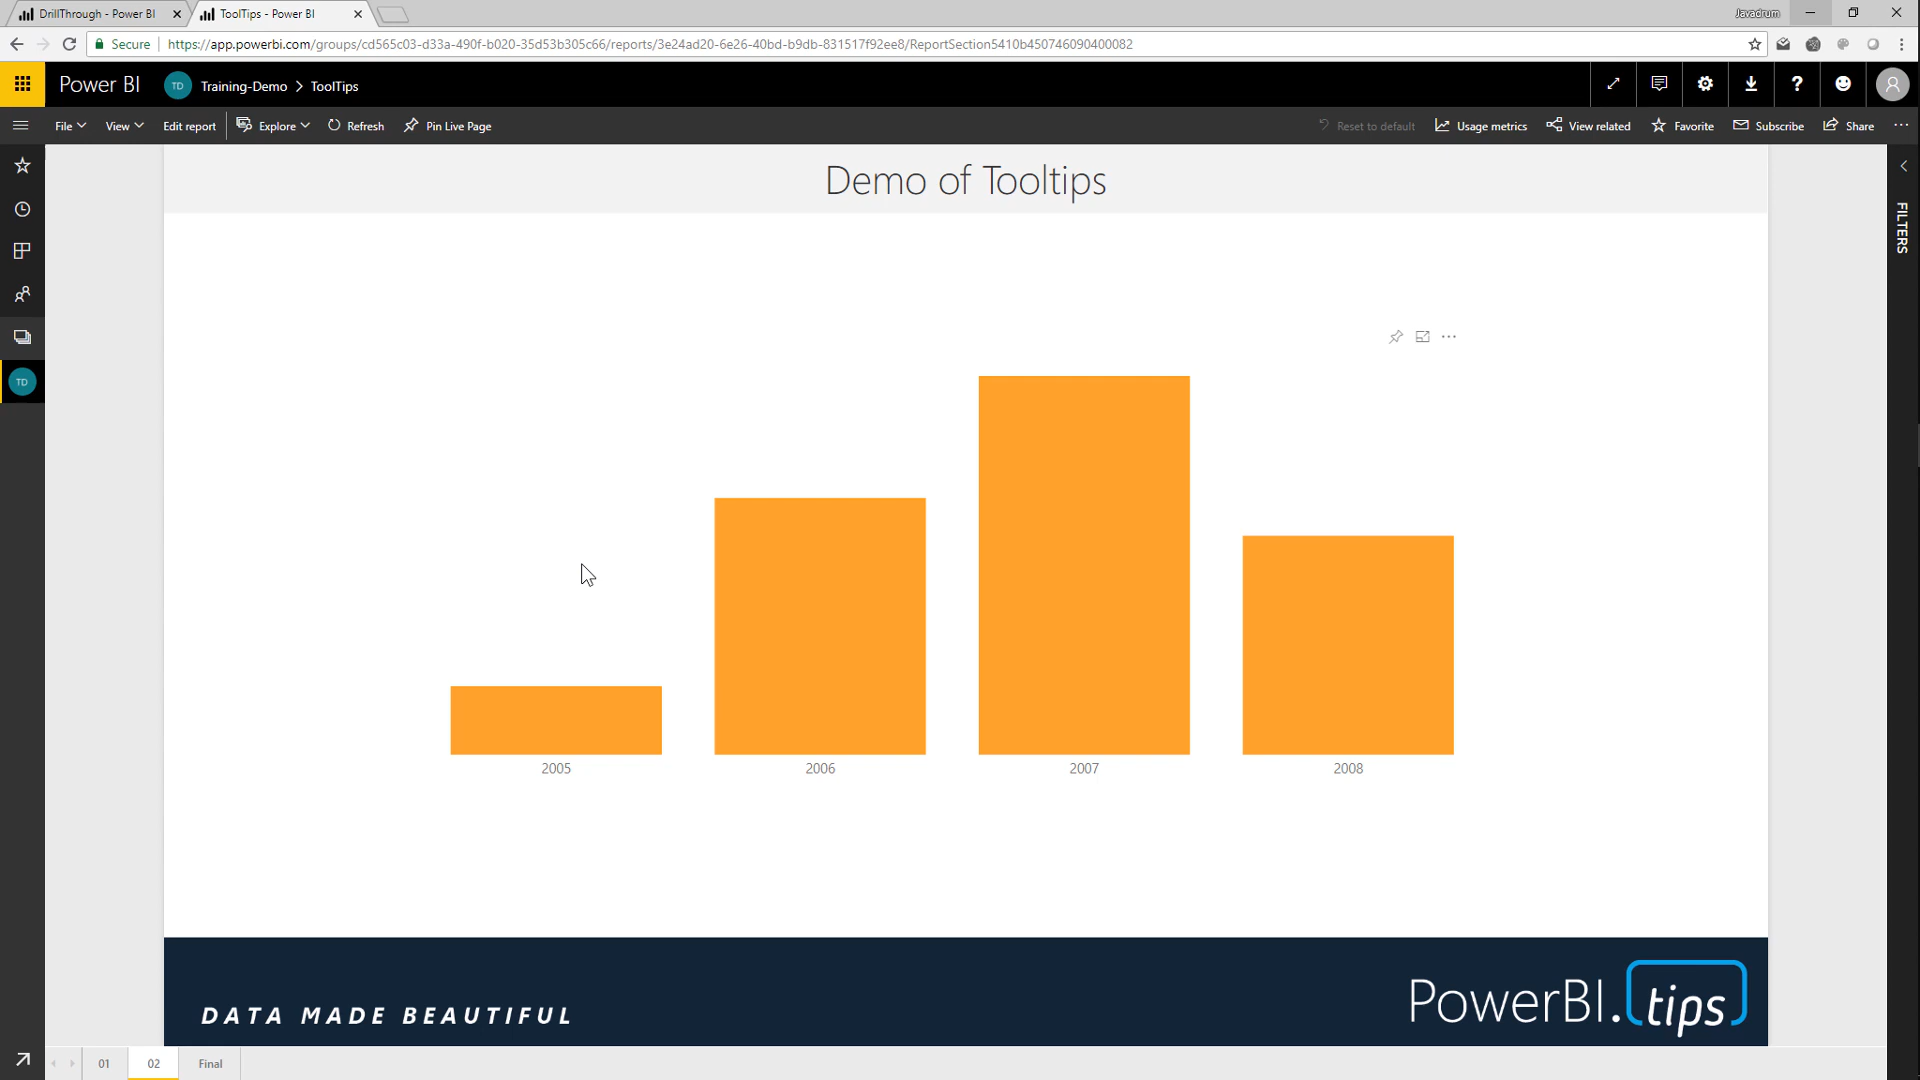 DrillThrough - Power BI
ToolTips - Power BI
Javadrum
Secure
https://app.powerbi.com/groups/cd565c03-d33a-490f-b020-35d53b305c66/reports/3e24ad20-6e26-40bd-b9db-831517f92ee8/ReportSection5410b450746090400082
Power BI
TD
Training-Demo > ToolTips
File
View
Edit report
Explore
Refresh
Pin Live Page
Reset to default
Usage metrics
View related
Favorite
Subscribe
Share
Demo of Tooltips
FILTERS
TD
2005
2006
2007
2008
DATA MADE BEAUTIFUL
PowerBI.tips
01
02
Final